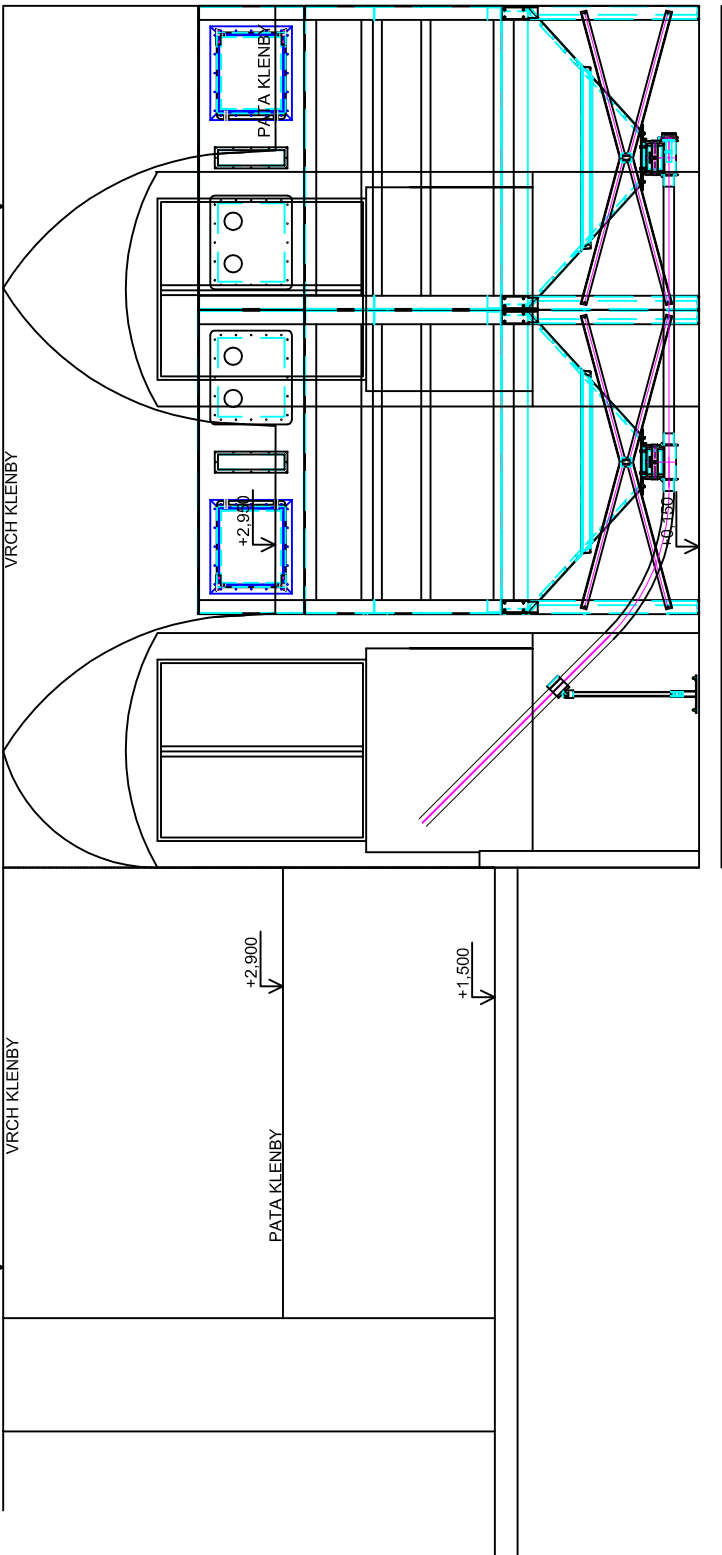 PATA KLENBY
VRCH KLENBY
+2,950
+0,150
+2,900
+1,500
VRCH KLENBY
PATA KLENBY